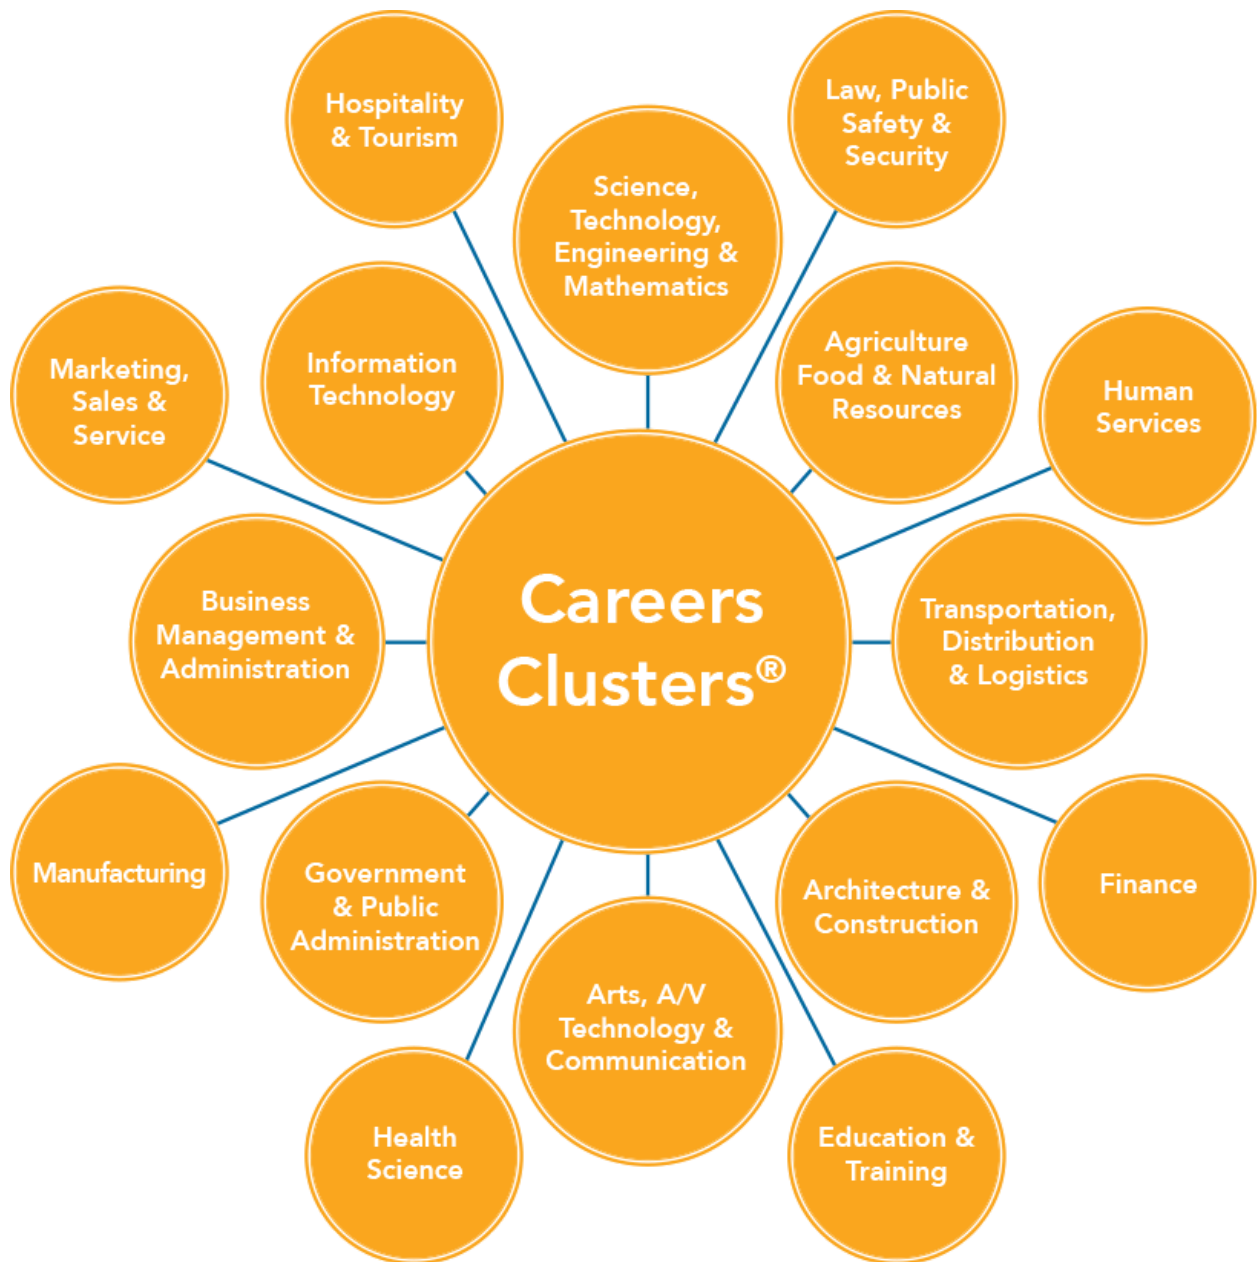 Hospitality
& Tourism
Law, Public
Safety &
Security
Science,
Technology,
Engineering &
Mathematics
Marketing,
Sales &
Service
Information
Technology
Agriculture
Food & Natural
Resources
Human
Services
Business
Management &
Administration
Careers
Clusters®
Transportation,
Distribution
& Logistics
Manufacturing
Government
& Public
Administration
Architecture &
Construction
Finance
Arts, A/V
Technology &
Communication
Health
Science
Education &
Training